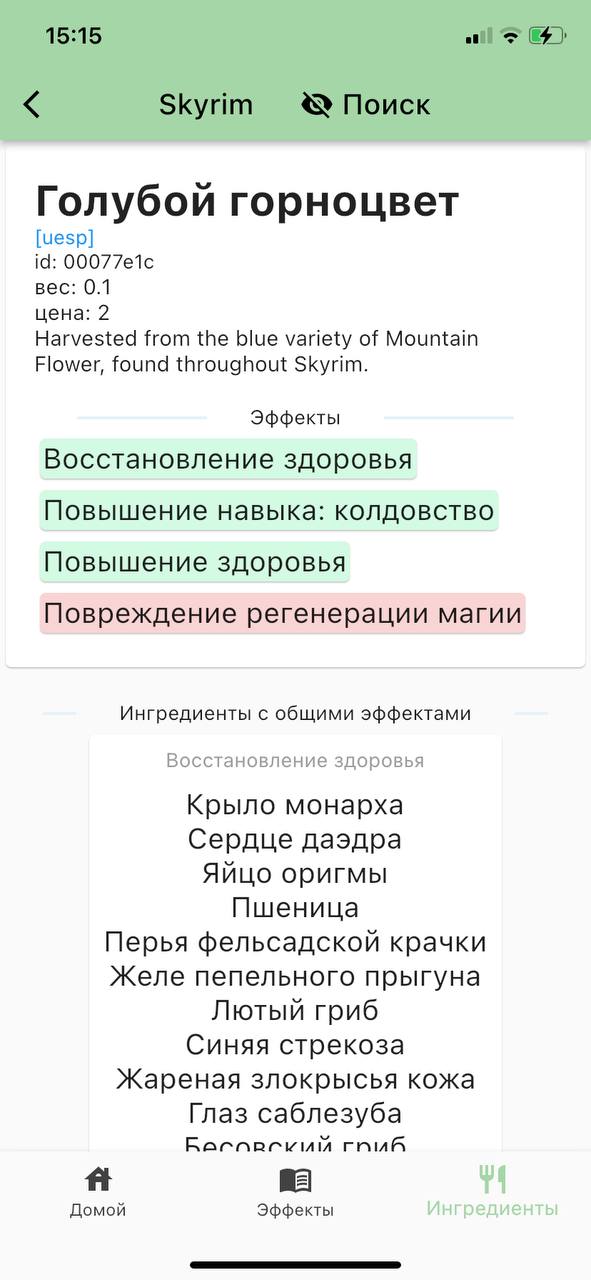 15:15
Skyrim Поиск
Голубой горноцвет
[uesp]
id: 00077e1c
вес: 0.1
цена: 2
Harvested from the blue variety of Mountain
Flower, found throughout Skyrim.
Эффекты
Восстановление здоровья
Повышение навыка: колдовство
Повышение здоровья
Повреждение регенерации магии
Ингредиенты с общими эффектами
Восстановление здоровья
Крыло монарха
Сердце даэдра
Яйцо оригмы
Пшеница
Перья фельсадской крачки
Желе пепельного прыгуна
Лютый гриб
Синяя стрекоза
Жареная злокрысья кожа
Глаз саблезуба
Бесовский гриб
Домой
Эффекты
Ингредиенты